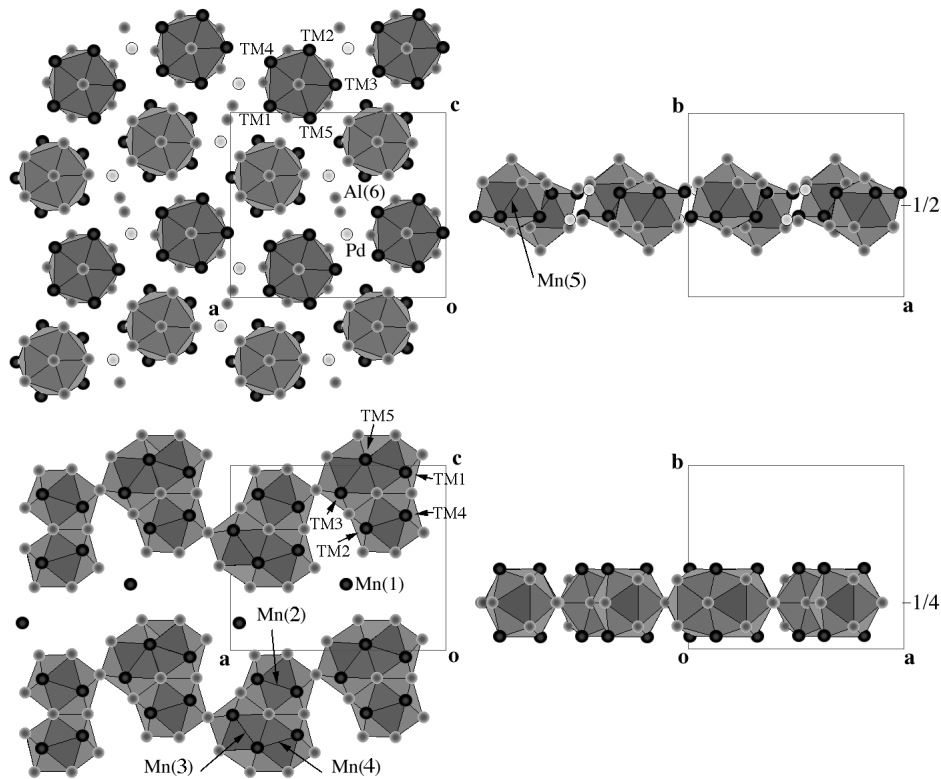 TM2
TM4
TM3
c
TM1
TM5
Al(6)
Pd
a
o
b
1/2
Mn(5)
a
TM5
c
TM1
TM3
TM4
TM2
Mn(1)
Mn(2)
a
o
Mn(3)
Mn(4)
b
1/4
o
a